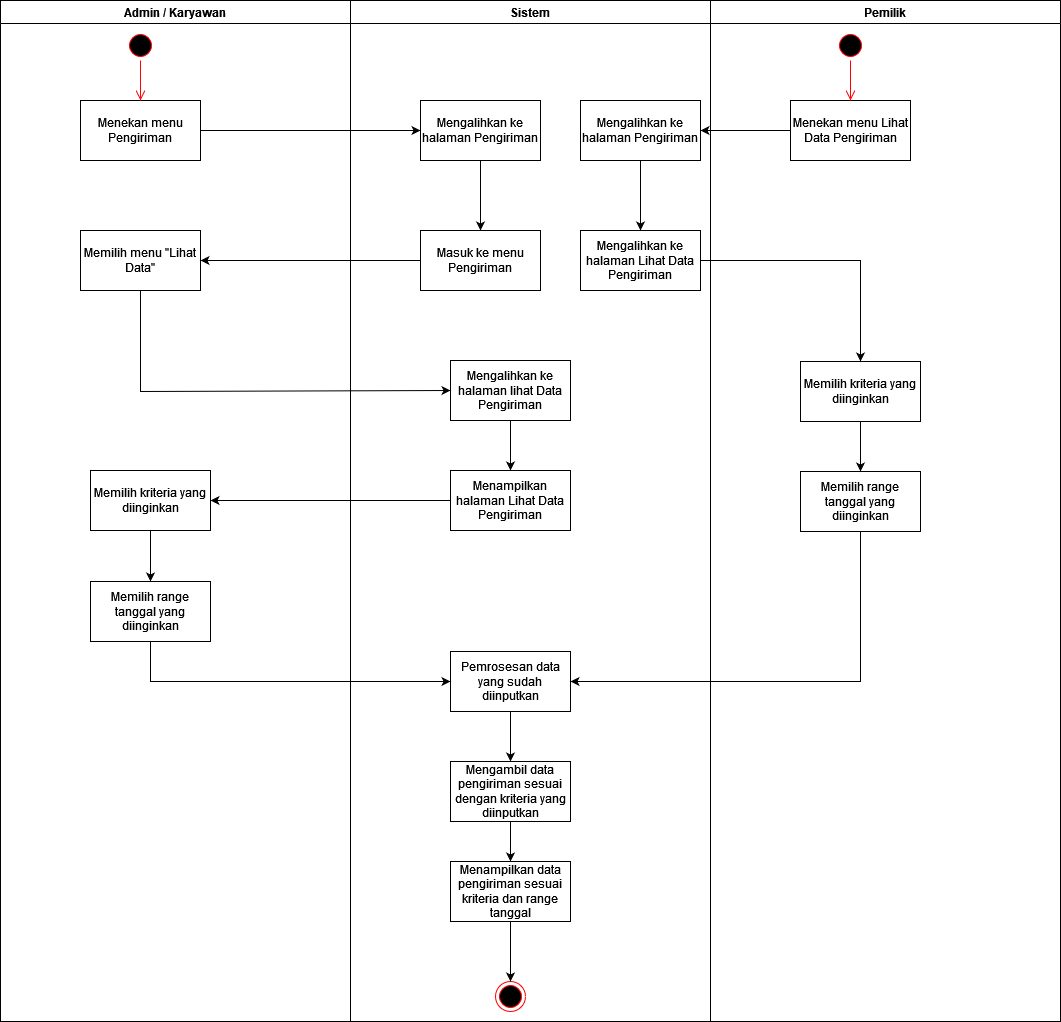 Admin / Karyawan
Sistem
Pemilik
Menekan menu
Pengiriman
Mengalihkan ke
halaman Pengiriman
Mengalihkan ke
halaman Pengiriman
Menekan menu Lihat
Data Pengiriman
Memilih menu "Lihat
Data"
Masuk ke menu
Pengiriman
Mengalihkan ke
halaman Lihat Data
Pengiriman
Mengalihkan ke
halaman lihat Data
Pengiriman
Memilih kriteria yang
diinginkan
Memilih kriteria yang
diinginkan
Menampilkan
halaman Lihat Data
Pengiriman
Memilih range
tanggal yang
diinginkan
Memilih range
tanggal yang
diinginkan
Pemrosesan data
yang sudah
diinputkan
Mengambil data
pengiriman sesuai
dengan kriteria yang
diinputkan
Menampilkan data
pengiriman sesuai
kriteria dan range
tanggal